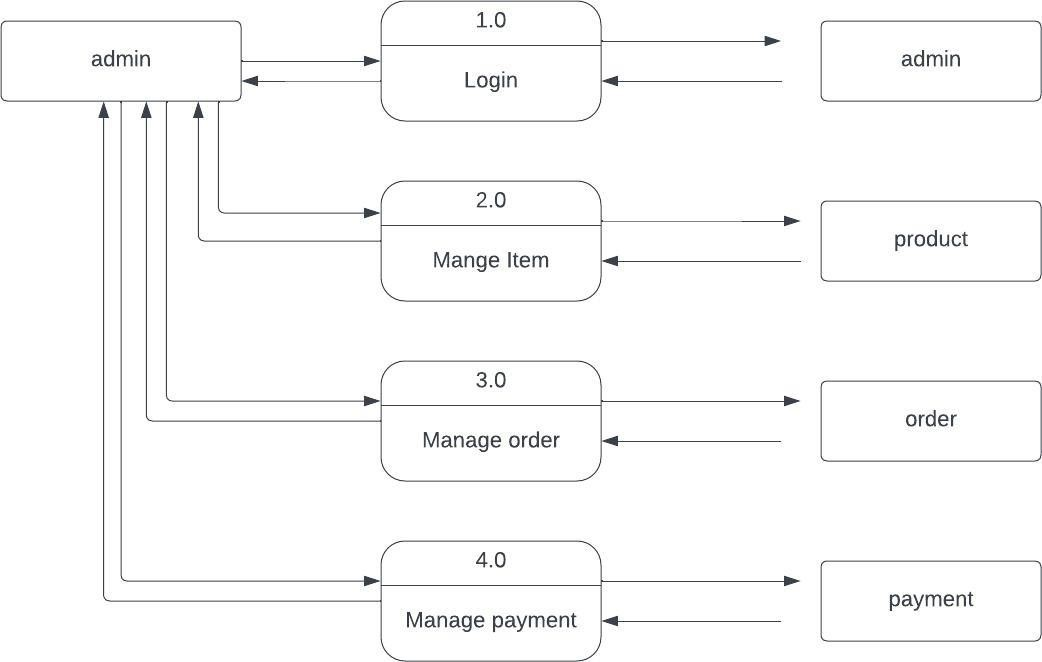 admin
1.0
Login
admin
2.0
Mange Item
product
3.0
Manage order
order
4.0
Manage payment
payment